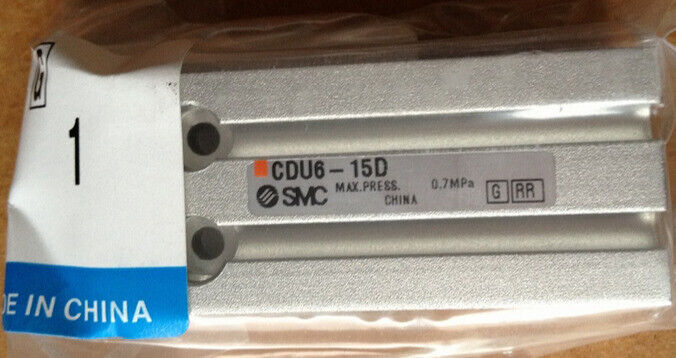 1
DE IN CHINA
CDU6-15D
SMC MAX.PRESS. 0.7MPa
CHINA
G RR